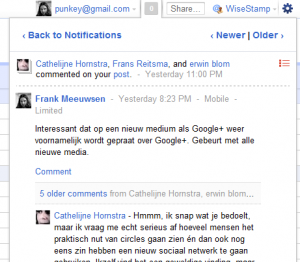 punkey@gmail.com 0 Share... WiseStamp
‹ Back to Notifications ‹ Newer | Older ›
Cathelijne Hornstra, Frans Reitsma, and erwin blom
commented on your post. - Yesterday 11:00 PM
Frank Meeuwsen - Yesterday 8:23 PM - Mobile -
Limited
Interessant dat op een nieuw medium als Google+ weer
voornamelijk wordt gepraat over Google+. Gebeurt met alle
nieuwe media.
Comment
5 older comments from Cathelijne Hornstra, erwin blom,...
Cathelijne Hornstra - Hmmm, ik snap wat je bedoelt,
maar ik vraag me echt serieus af hoeveel mensen het
praktisch nut van circles gaan zien én dan ook nog
eens zin hebben een nieuw sociaal netwerk te gaan